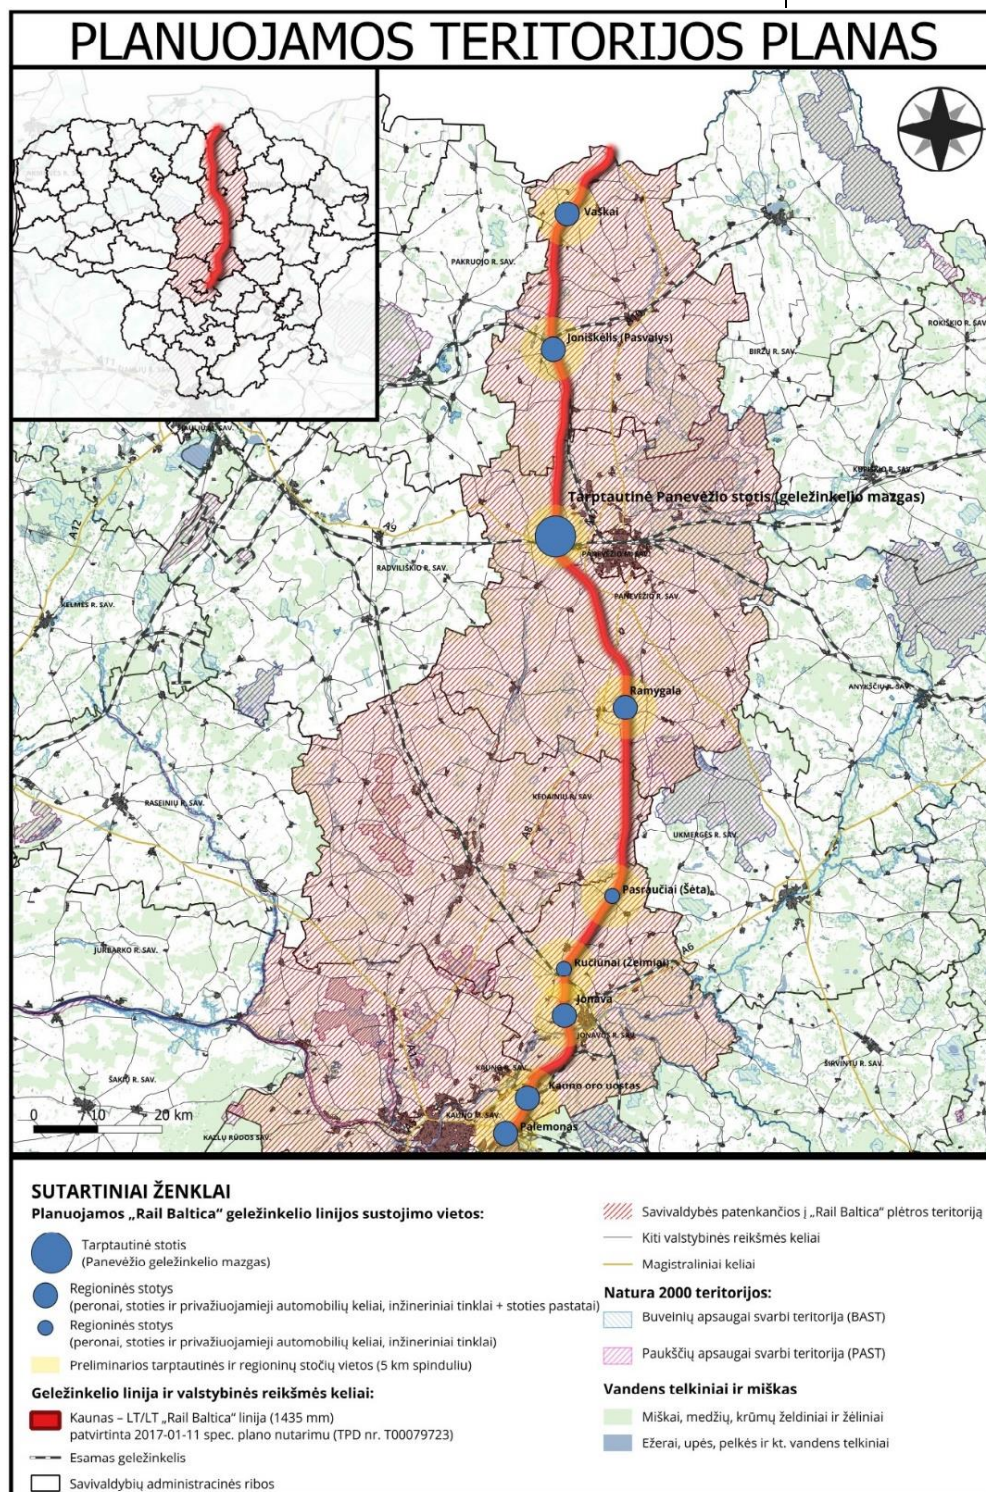 PLANUOJAMOS TERITORIJOS PLANAS
Vaškai
PAKRUOJO R. SAV.
ROKIŠKIO R. SAV.
Joniškėlis (Pasvalys)
BIRŽŲ R. SAV.
KUPIŠKIO R. SAV.
Tarptautinė Panevėžio stotis (geležinkelio mazgas)
A12
A9
PANEVĖŽIO M. SAV.
RADVILIŠKIO R. SAV.
PANEVĖŽIO R. SAV.
KELMĖS R. SAV.
Ramygala
ANYKŠČIŲ R. SAV.
KĖDAINIŲ R. SAV.
RASEINIŲ R. SAV.
A8
UKMERGĖS R. SAV.
Pasraučiai (Šėta)
JURBARKO R. SAV.
A6
Ručiūnai (Žeimiai)
Jonava
JONAVOS R. SAV.
ŠIRVINTŲ R. SAV.
KAUNO R. SAV.
ŠAKIŲ R. SAV.
Kauno oro uostas
KAUNO M. SAV.
Palemonas
KAZLŲ RŪDOS SAV.
0 10 20 km
SUTARTINIAI ŽENKLAI
Planuojamos „Rail Baltica“ geležinkelio linijos sustojimo vietos:
Tarptautinė stotis
(Panevėžio geležinkelio mazgas)
Regioninės stotys
(peronai, stoties ir privažiuojamieji automobilių keliai, inžineriniai tinklai + stoties pastatai)
Regioninės stotys
(peronai, stoties ir privažiuojamieji automobilių keliai, inžineriniai tinklai)
Preliminarios tarptautinės ir regioninų stočių vietos (5 km spinduliu)
Geležinkelio linija ir valstybinės reikšmės keliai:
Kaunas – LT/LT „Rail Baltica“ linija (1435 mm)
patvirtinta 2017-01-11 spec. plano nutarimu (TPD nr. T00079723)
Esamas geležinkelis
Savivaldybių administracinės ribos
Savivaldybės patenkančios į „Rail Baltica“ plėtros teritoriją
Kiti valstybinės reikšmės keliai
Magistraliniai keliai
Natura 2000 teritorijos:
Buveinių apsaugai svarbi teritorija (BAST)
Paukščių apsaugai svarbi teritorija (PAST)
Vandens telkiniai ir miškas
Miškai, medžių, krūmų želdiniai ir žėliniai
Ežerai, upės, pelkės ir kt. vandens telkiniai